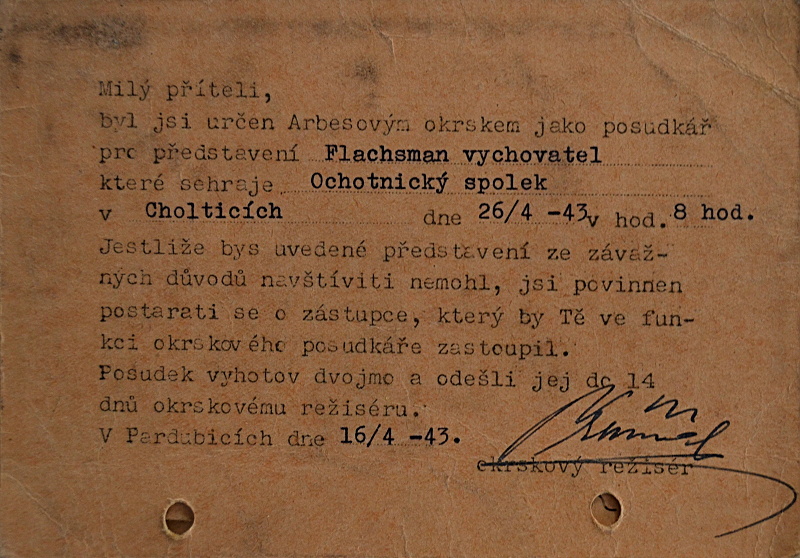 Milý příteli,
byl jsi určen Arbesovým okrskem jako posudkář
pro představení Flachsman vychovatel
které sehraje Ochotnický spolek
v Cholticích dne 26/4 -43 v hod. 8 hod.
Jestliže bys uvedené představení ze závaž-
ných důvodů navštíviti nemohl, jsi povinnen
postarati se o zástupce, který by Tě ve fun-
kci okrskového posudkáře zastoupil.
Posudek vyhotov dvojmo a odešli jej do 14
dnů okrskovému režiséru.
V Pardubicích dne 16/4 -43.
okrskový režisér